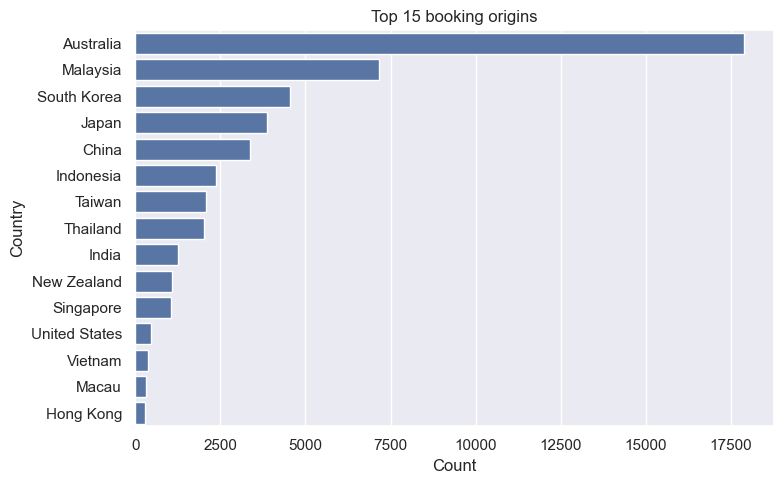 Top 15 booking origins
Country
Australia
Malaysia
South Korea
Japan
China
Indonesia
Taiwan
Thailand
India
New Zealand
Singapore
United States
Vietnam
Macau
Hong Kong
0 2500 5000 7500 10000 12500 15000 17500
Count